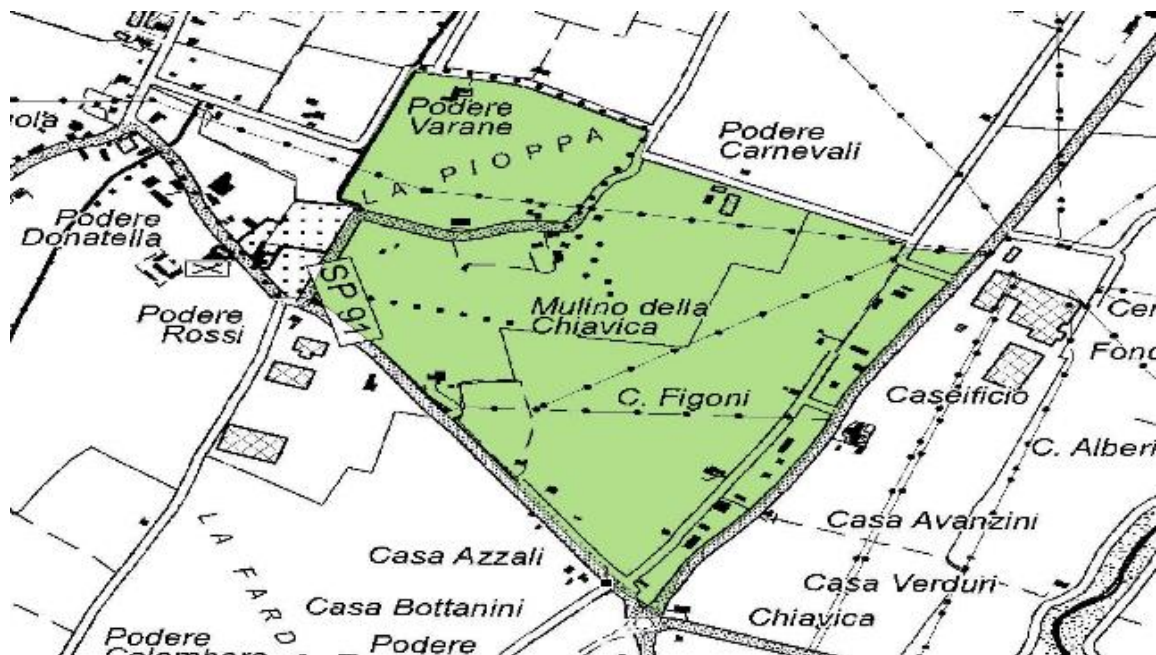 Podere
Varane
LA PIOPPA
Podere
Carnevali
Podere
Donatella
SP 91
Mulino della
Chiavica
Podere
Rossi
C. Figoni
Caseificio
C. Alberi
Casa Avanzini
Casa Azzali
Casa Verduri
Casa Bottanini
Chiavica
LA FARD
Podere
Podere